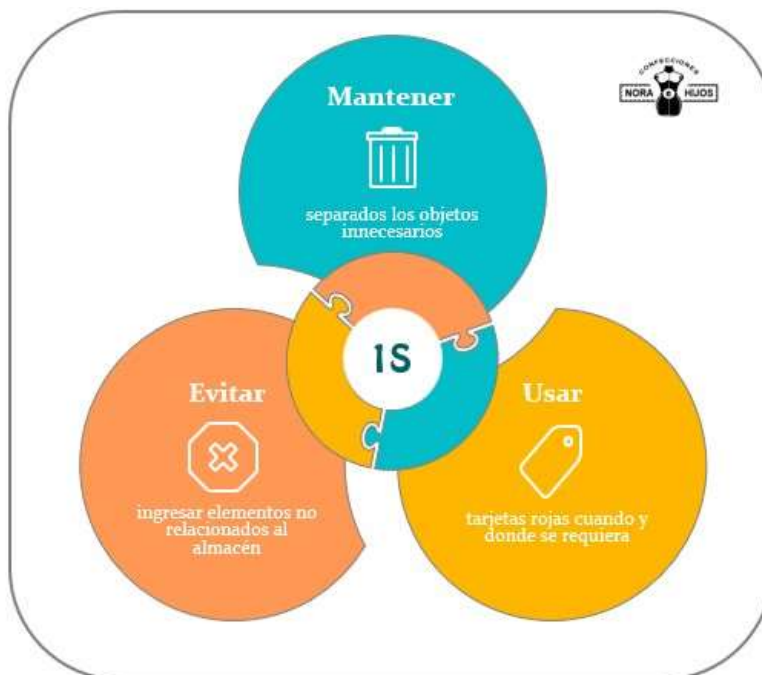 CONFECCIONES
NORA HIJOS
Mantener
separados los objetos
innecesarios
1S
Evitar
ingresar elementos no
relacionados al
almacén
Usar
tarjetas rojas cuando y
donde se requiera